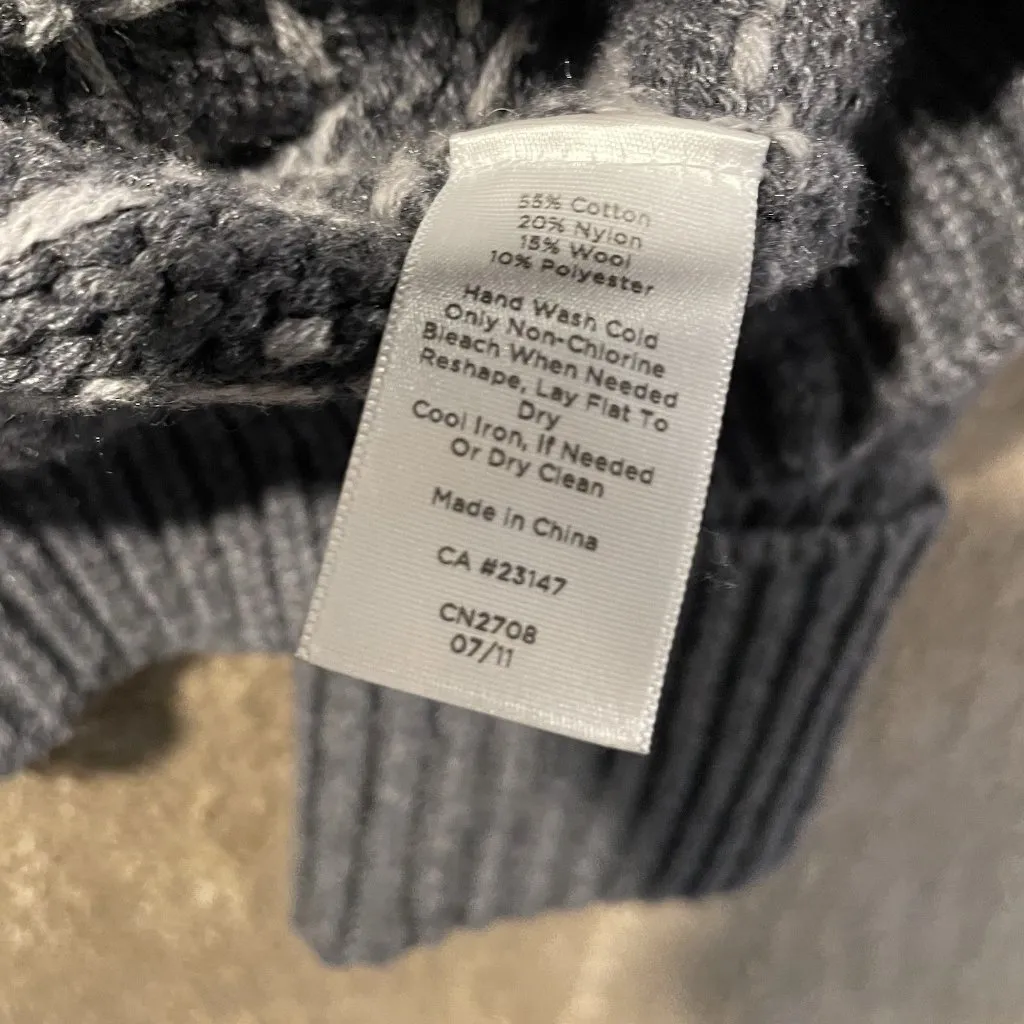 55% Cotton
20% Nylon
15% Wool
10% Polyester
Hand Wash Cold
Only Non-Chlorine
Bleach When Needed
Reshape, Lay Flat To
Dry
Cool Iron, If Needed
Or Dry Clean
Made in China
CA #23147
CN2708
07/11